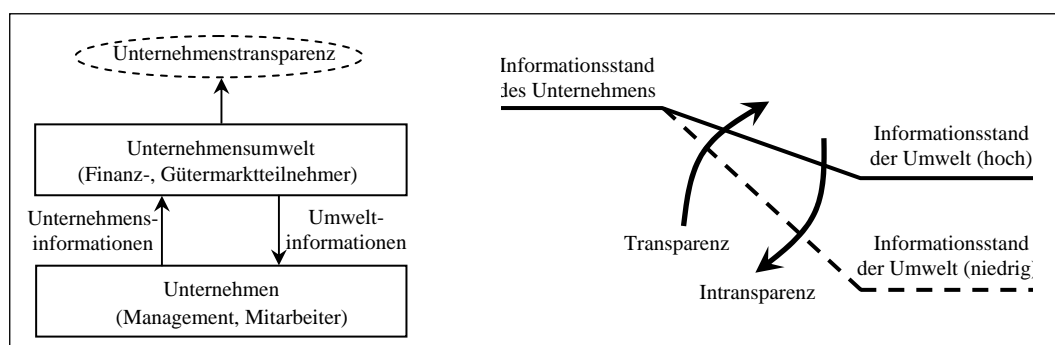 Unternehmenstransparenz
Unternehmensumwelt
(Finanz-, Gütermarktteilnehmer)
Unternehmens-
informationen
Umwelt-
informationen
Unternehmen
(Management, Mitarbeiter)
Informationsstand
des Unternehmens
Informationsstand
der Umwelt (hoch)
Transparenz
Informationsstand
der Umwelt (niedrig)
Intransparenz